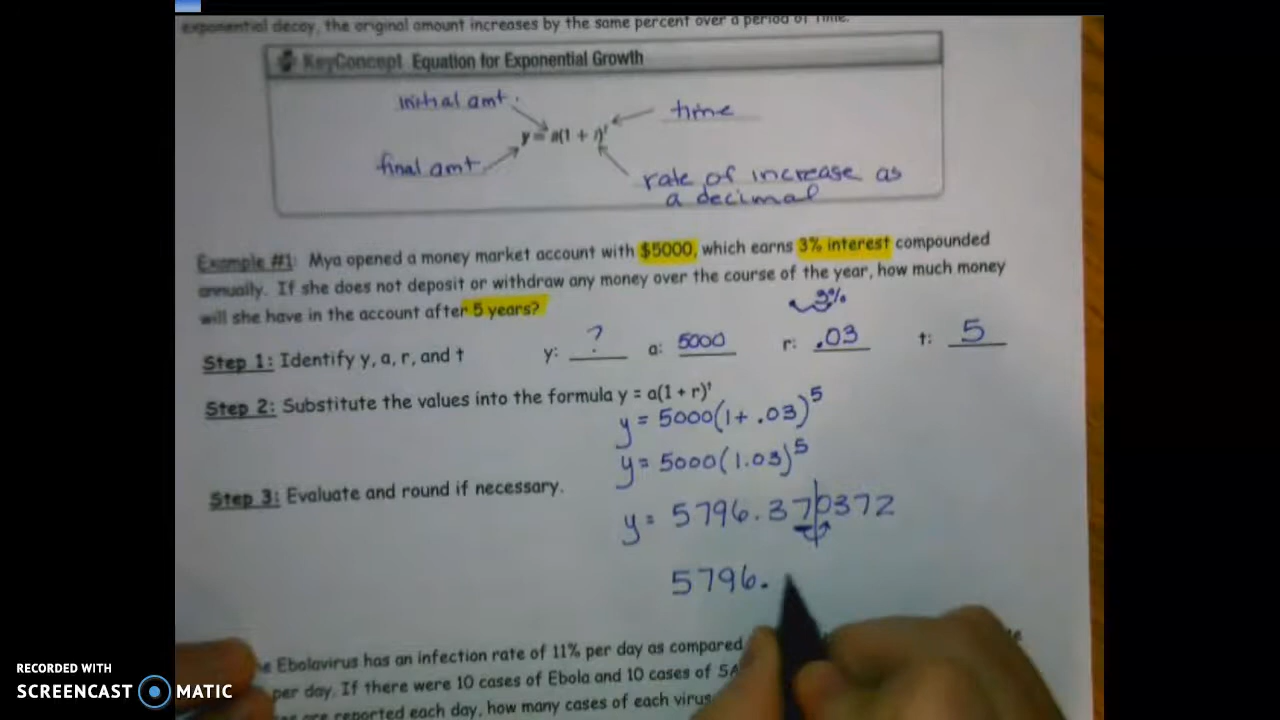 exponential decay, the original amount increases by the same percent over a period of time.
KeyConcept Equation for Exponential Growth
initial amt.
time
y = a(1 + r)ᵗ
final amt
rate of increase as
a decimal
Example #1: Mya opened a money market account with $5000, which earns 3% interest compounded
annually. If she does not deposit or withdraw any money over the course of the year, how much money
will she have in the account after 5 years?
3%
Step 1: Identify y, a, r, and t y: ? a: 5000 r: .03 t: 5
Step 2: Substitute the values into the formula y = a(1 + r)ᵗ
y = 5000(1 + .03)⁵
y = 5000(1.03)⁵
Step 3: Evaluate and round if necessary.
y = 5796.370372
5796.
e Ebolavirus has an infection rate of 11% per day as compared
per day. If there were 10 cases of Ebola and 10 cases of SA
are reported each day, how many cases of each virus
RECORDED WITH
SCREENCAST MATIC